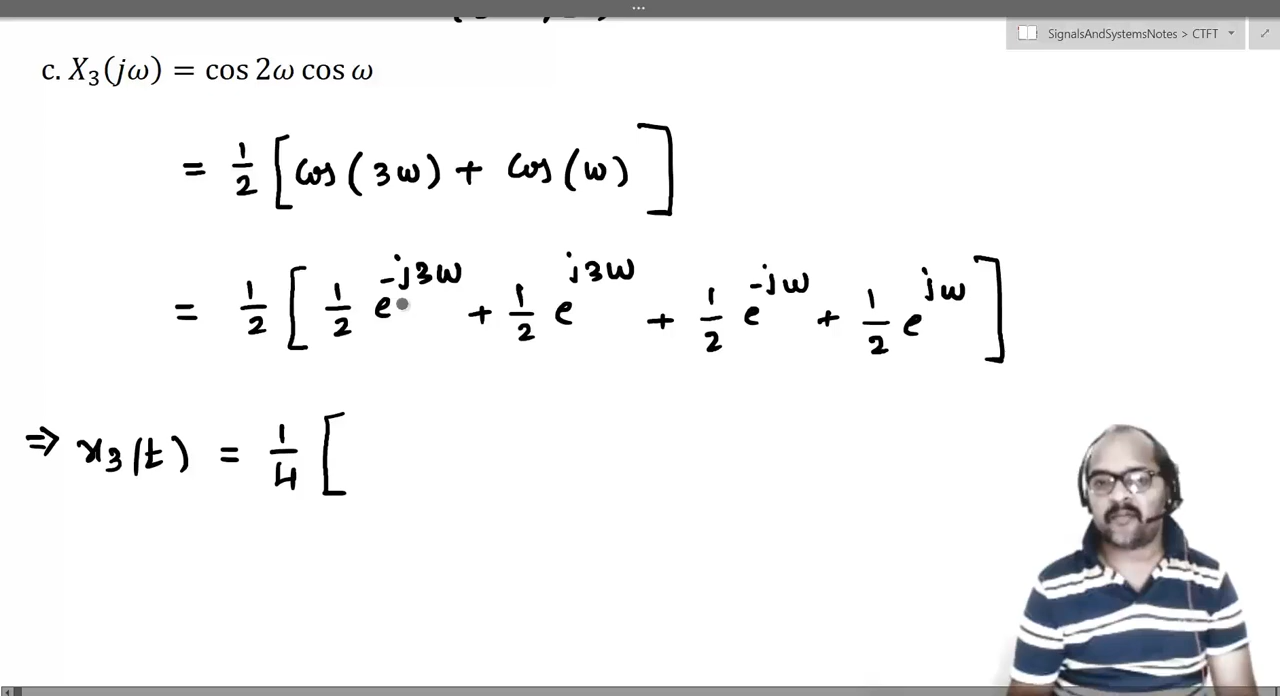 SignalsAndSystemsNotes > CTFT
c. X₃(jω) = cos 2ω cos ω
= 1/2 [cos(3ω) + cos(ω)]
= 1/2 [1/2 e^{-j3ω} + 1/2 e^{j3ω} + 1/2 e^{-jω} + 1/2 e^{jω}]
⇒ x₃(t) = 1/4 [